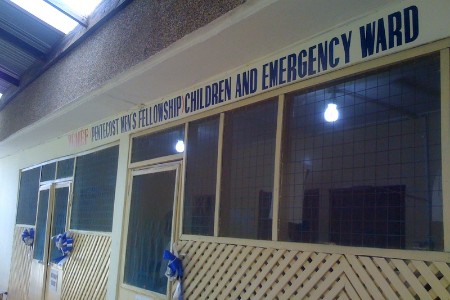 PENTECOST MEN'S FELLOWSHIP CHILDREN AND EMERGENCY WARD